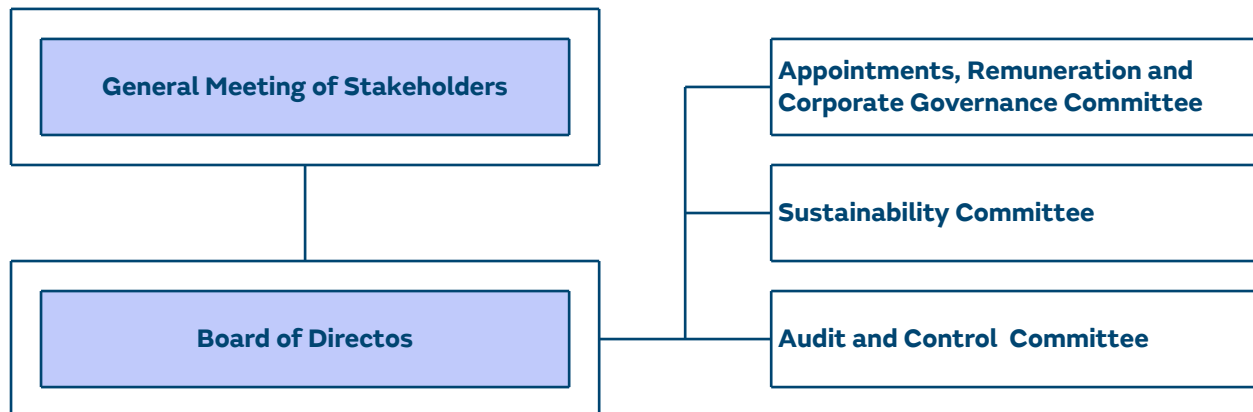 General Meeting of Stakeholders
Appointments, Remuneration and
Corporate Governance Committee
Sustainability Committee
Board of Directos
Audit and Control  Committee